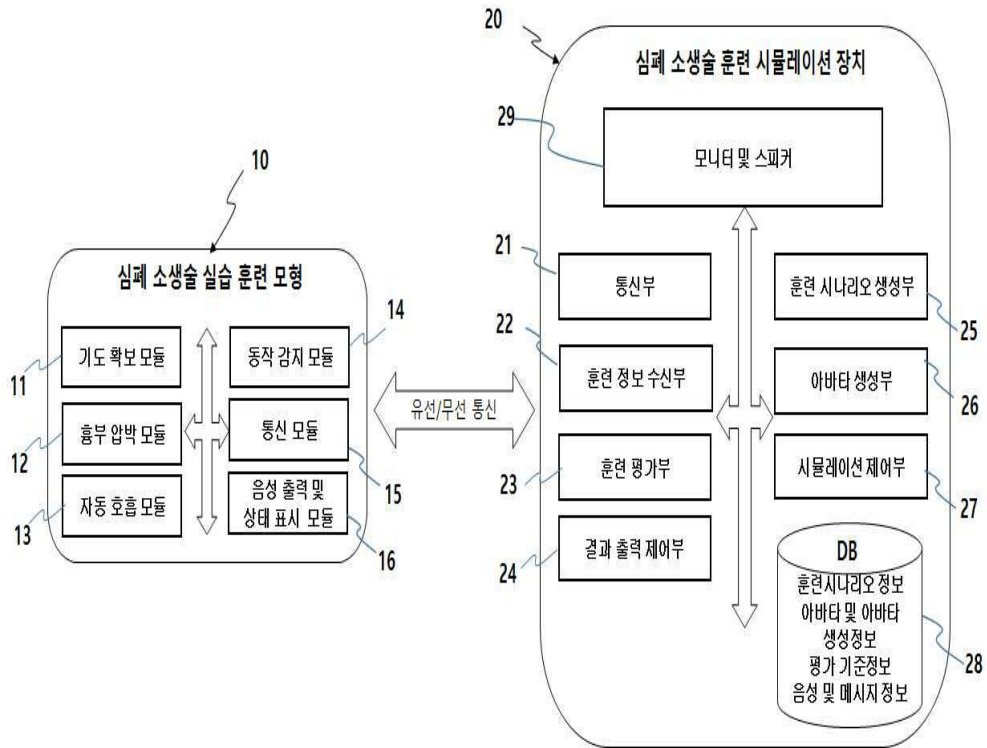 10
심폐 소생술 실습 훈련 모형
기도 확보 모듈
11
흉부 압박 모듈
12
자동 호흡 모듈
13
동작 감지 모듈
14
통신 모듈
15
음성 출력 및
상태 표시 모듈
16
유선/무선 통신
20
심폐 소생술 훈련 시뮬레이션 장치
29
모니터 및 스피커
21
통신부
22
훈련 정보 수신부
23
훈련 평가부
24
결과 출력 제어부
훈련 시나리오 생성부
25
아바타 생성부
26
시뮬레이션 제어부
27
DB
훈련시나리오 정보
아바타 및 아바타
생성정보
평가 기준정보
음성 및 메시지 정보
28